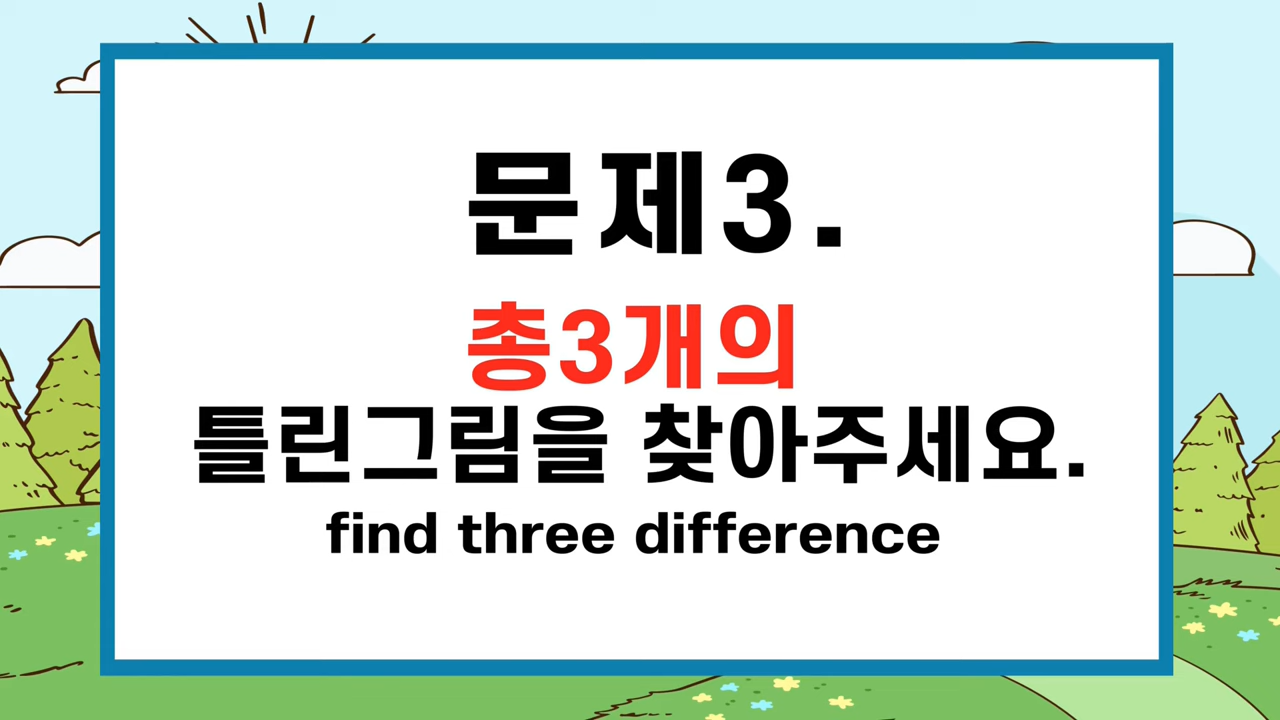 문제3.
총3개의
틀린그림을 찾아주세요.
find three difference